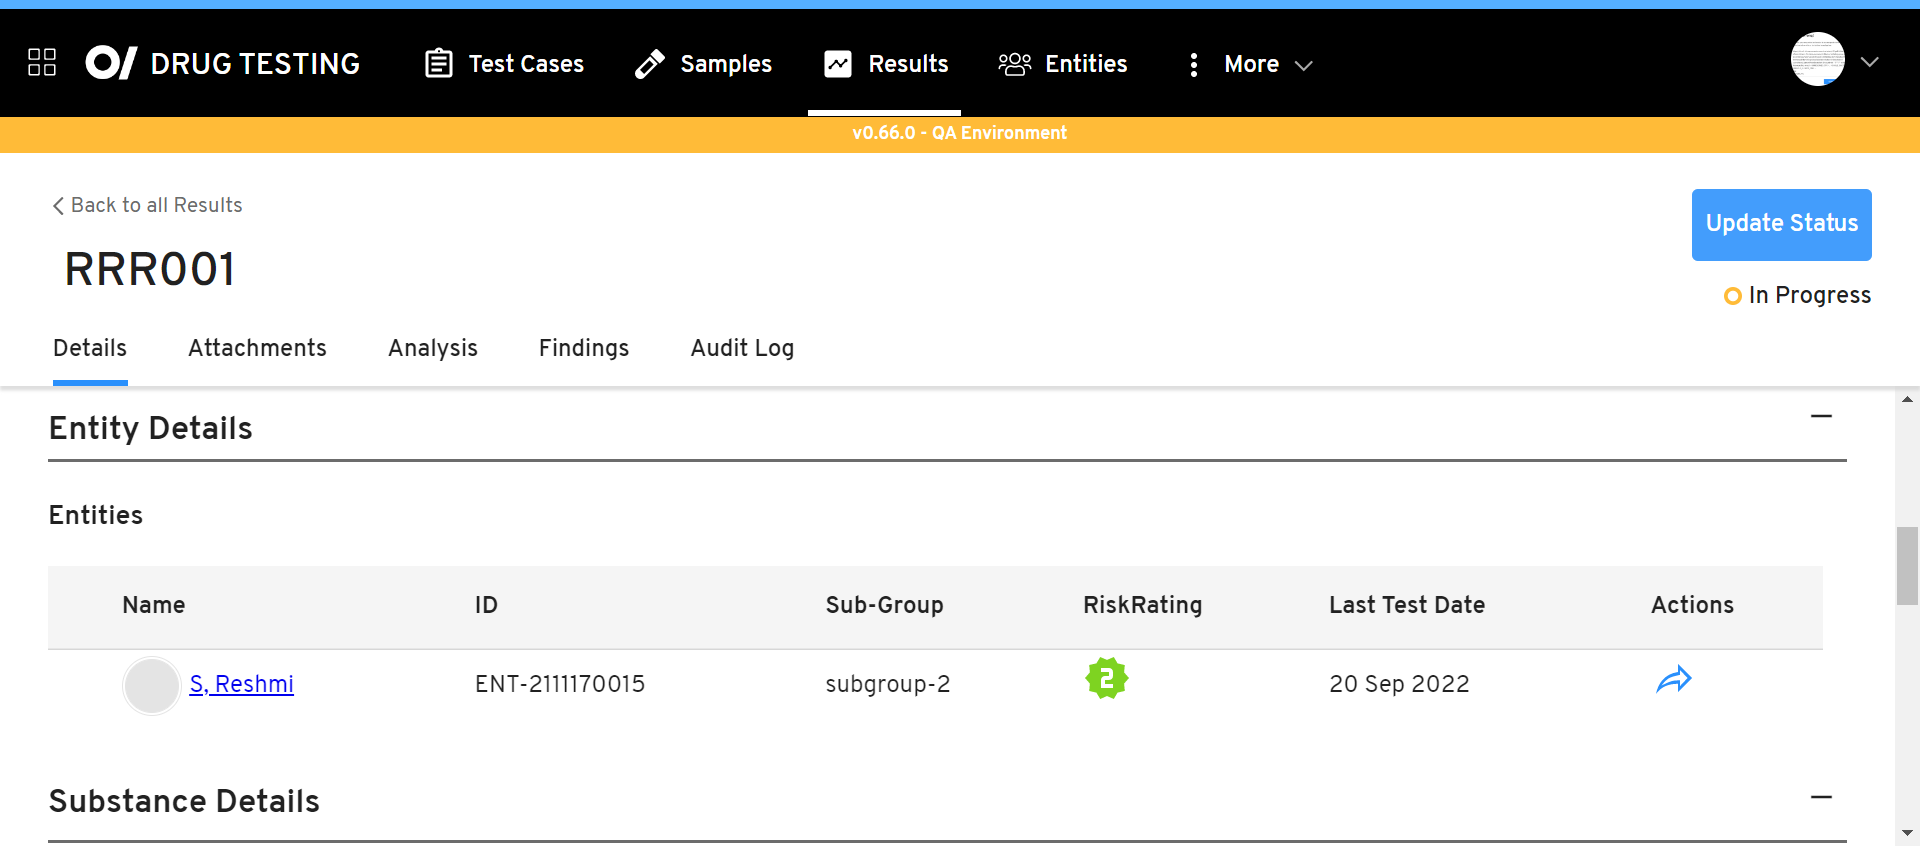 DRUG TESTING Test Cases Samples Results Entities More
v0.66.0 - QA Environment
Back to all Results
Update Status
RRR001
In Progress
Details Attachments Analysis Findings Audit Log
Entity Details
Entities
Name ID Sub-Group RiskRating Last Test Date Actions
S, Reshmi ENT-2111170015 subgroup-2 2 20 Sep 2022
Substance Details